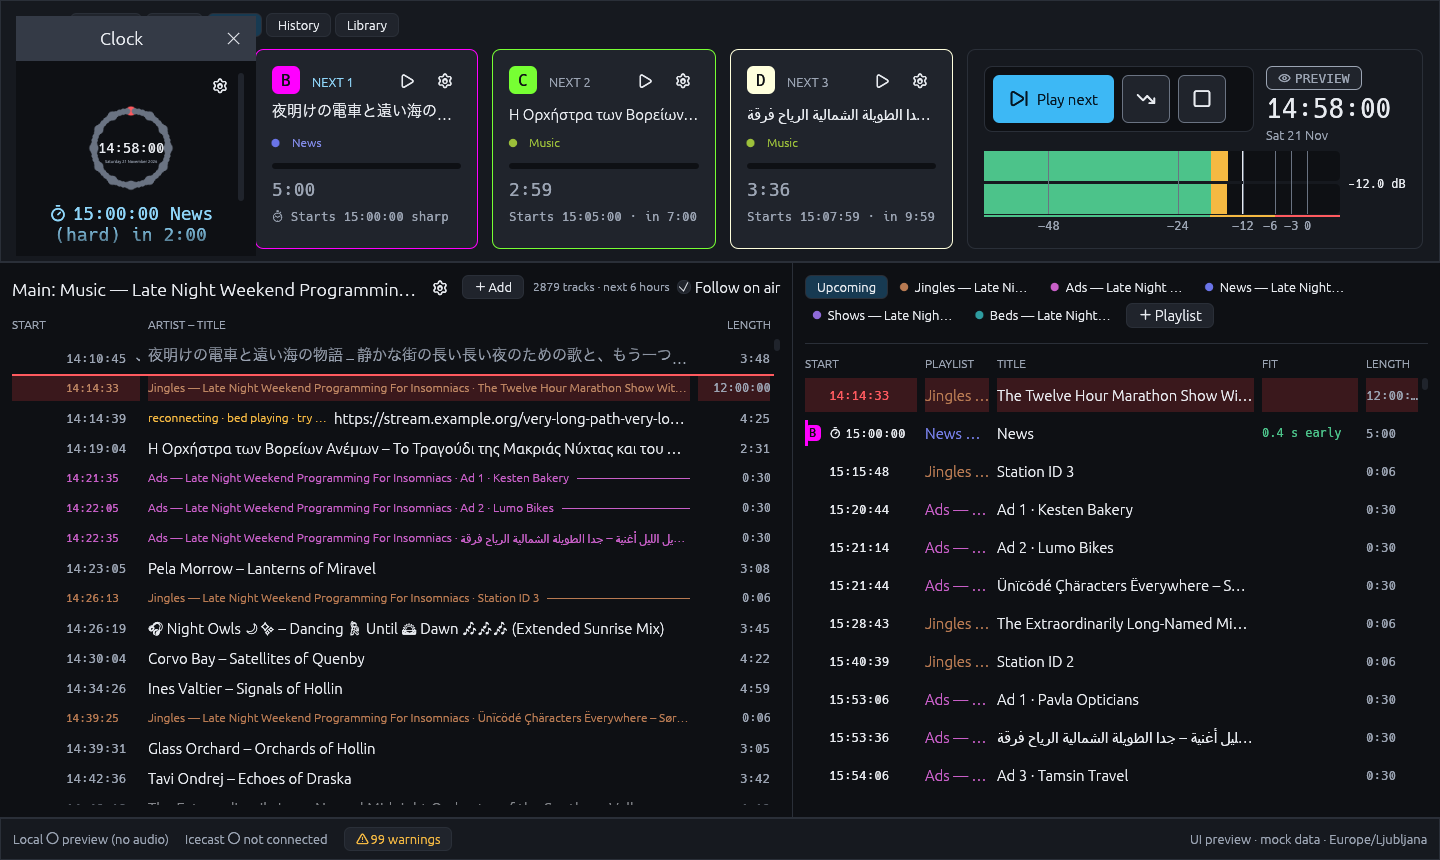 Clock
History
Library
14:58:00
Saturday 21 November 2026
15:00:00 News
(hard) in 2:00
B NEXT 1
夜明けの電車と遠い海の…
News
5:00
Starts 15:00:00 sharp
C NEXT 2
Η Ορχήστρα των Βορείων…
Music
2:59
Starts 15:05:00 · in 7:00
D NEXT 3
جدا الطويلة الشمالية الرياح فرقة…
Music
3:36
Starts 15:07:59 · in 9:59
Play next
PREVIEW
14:58:00
Sat 21 Nov
-12.0 dB
-48 -24 -12 -6 -3 0
Main: Music — Late Night Weekend Programmin…
+ Add
2879 tracks · next 6 hours
Follow on air
START ARTIST – TITLE LENGTH
14:10:45 夜明けの電車と遠い海の物語 – 静かな街の長い長い夜のための歌と、もう一つ… 3:48
14:14:33 Jingles — Late Night Weekend Programming For Insomniacs · The Twelve Hour Marathon Show Wit… 12:00:00
14:14:39 reconnecting · bed playing · try … https://stream.example.org/very-long-path-very-lo… 4:25
14:19:04 Η Ορχήστρα των Βορείων Ανέμων – Το Τραγούδι της Μακριάς Νύχτας και του … 2:31
14:21:35 Ads — Late Night Weekend Programming For Insomniacs · Ad 1 · Kesten Bakery 0:30
14:22:05 Ads — Late Night Weekend Programming For Insomniacs · Ad 2 · Lumo Bikes 0:30
14:22:35 Ads — Late Night Weekend Programming For Insomniacs · يل الليل أغنية – جدا الطويلة الشمالية الرياح فرقة… 0:30
14:23:05 Pela Morrow – Lanterns of Miravel 3:08
14:26:13 Jingles — Late Night Weekend Programming For Insomniacs · Station ID 3 0:06
14:26:19 🎧 Night Owls 🌙✨ – Dancing 💃 Until 🌅 Dawn 🎶🎶🎶 (Extended Sunrise Mix) 3:45
14:30:04 Corvo Bay – Satellites of Quenby 4:22
14:34:26 Ines Valtier – Signals of Hollin 4:59
14:39:25 Jingles — Late Night Weekend Programming For Insomniacs · Ünïcödé Çhäracters Ëverywhere – Sør… 0:06
14:39:31 Glass Orchard – Orchards of Hollin 3:05
14:42:36 Tavi Ondrej – Echoes of Draska 3:42
Upcoming
Jingles — Late Ni…
Ads — Late Night …
News — Late Night…
Shows — Late Nigh…
Beds — Late Night…
+ Playlist
START PLAYLIST TITLE FIT LENGTH
14:14:33 Jingles … The Twelve Hour Marathon Show Wi… 12:00:…
B 15:00:00 News … News 0.4 s early 5:00
15:15:48 Jingles … Station ID 3 0:06
15:20:44 Ads — … Ad 1 · Kesten Bakery 0:30
15:21:14 Ads — … Ad 2 · Lumo Bikes 0:30
15:21:44 Ads — … Ünïcödé Çhäracters Ëverywhere – S… 0:30
15:28:43 Jingles … The Extraordinarily Long-Named Mi… 0:06
15:40:39 Jingles … Station ID 2 0:06
15:53:06 Ads — … Ad 1 · Pavla Opticians 0:30
15:53:36 Ads — … ليل أغنية – جدا الطويلة الشمالية الرياح فرقة… 0:30
15:54:06 Ads — … Ad 3 · Tamsin Travel 0:30
Local preview (no audio)
Icecast not connected
99 warnings
UI preview · mock data · Europe/Ljubljana